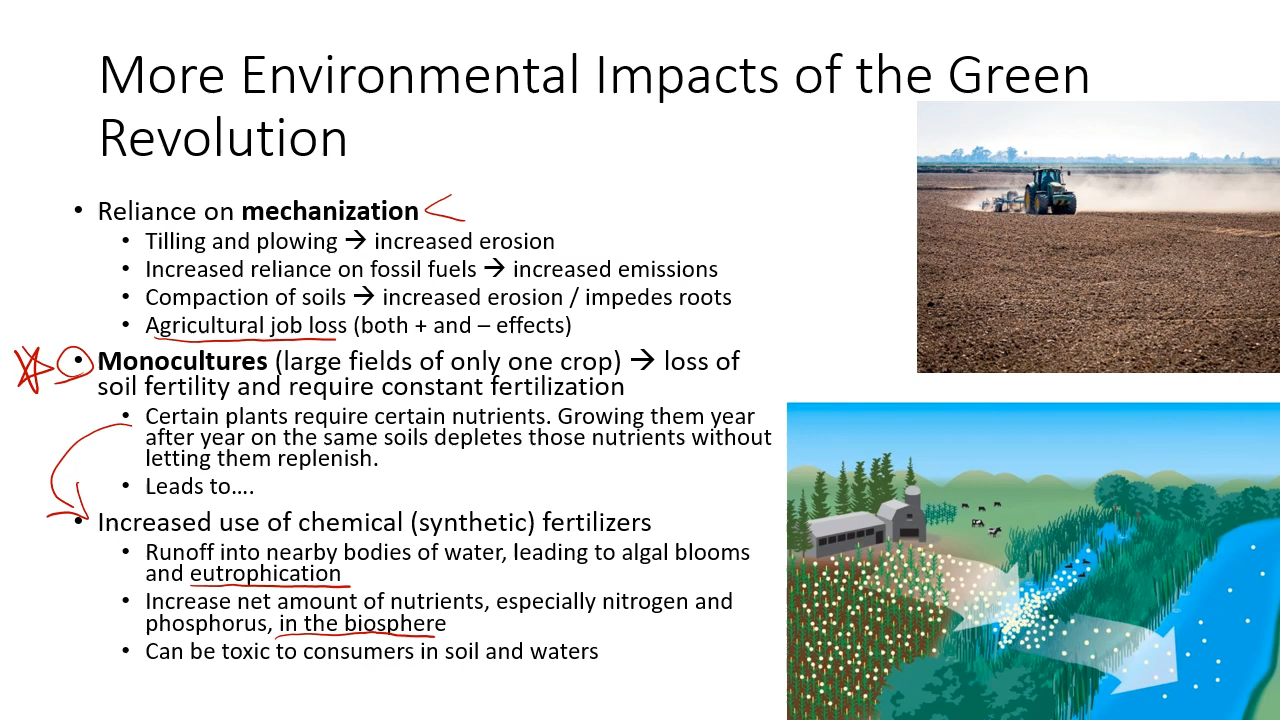 More Environmental Impacts of the Green
Revolution
• Reliance on mechanization
• Tilling and plowing → increased erosion
• Increased reliance on fossil fuels → increased emissions
• Compaction of soils → increased erosion / impedes roots
• Agricultural job loss (both + and – effects)
• Monocultures (large fields of only one crop) → loss of
soil fertility and require constant fertilization
• Certain plants require certain nutrients. Growing them year
after year on the same soils depletes those nutrients without
letting them replenish.
• Leads to....
• Increased use of chemical (synthetic) fertilizers
• Runoff into nearby bodies of water, leading to algal blooms
and eutrophication
• Increase net amount of nutrients, especially nitrogen and
phosphorus, in the biosphere
• Can be toxic to consumers in soil and waters